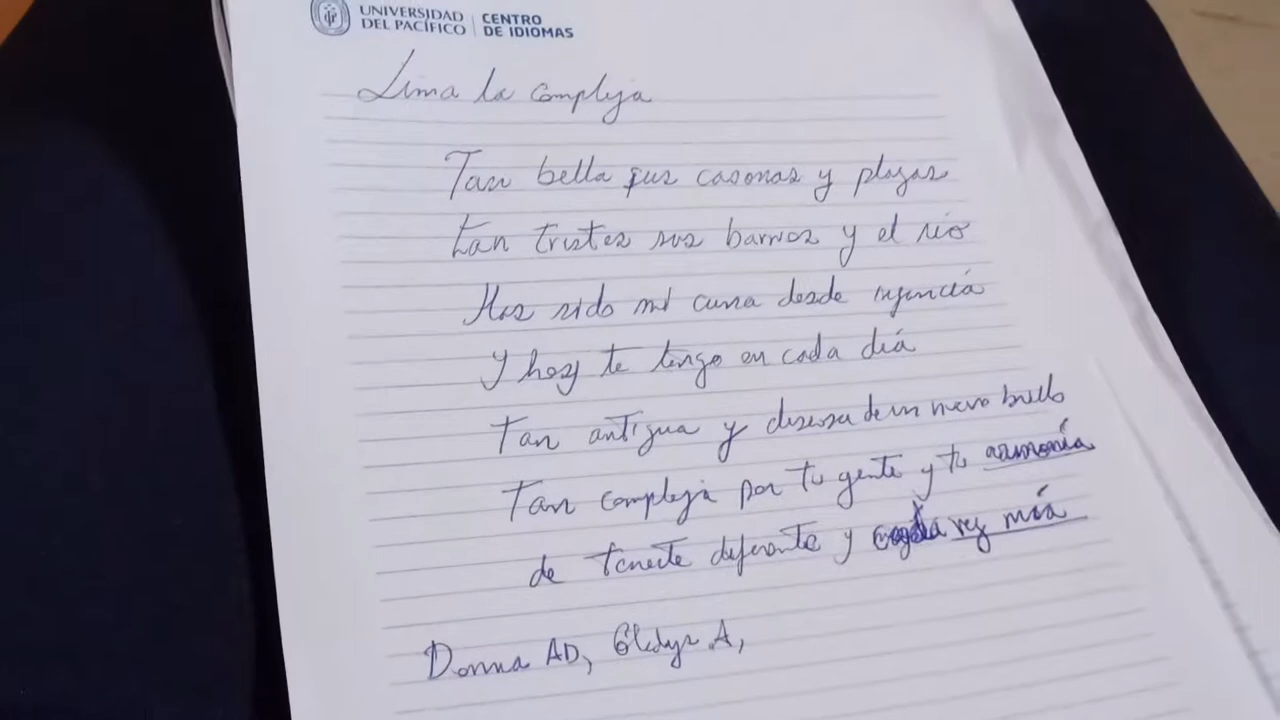 UNIVERSIDAD DEL PACÍFICO
CENTRO DE IDIOMAS
Lima la compleja
Tan bella sus casonas y plazas
tan tristes sus barrios y el río
Has sido mi cuna desde infancia
Y hoy te tengo en cada día
Tan antigua y deseosa de un nuevo brillo
Tan compleja por tu gente y tu armonía
de tenerte diferente y cada vez mía
Donna AD, Gladys A,